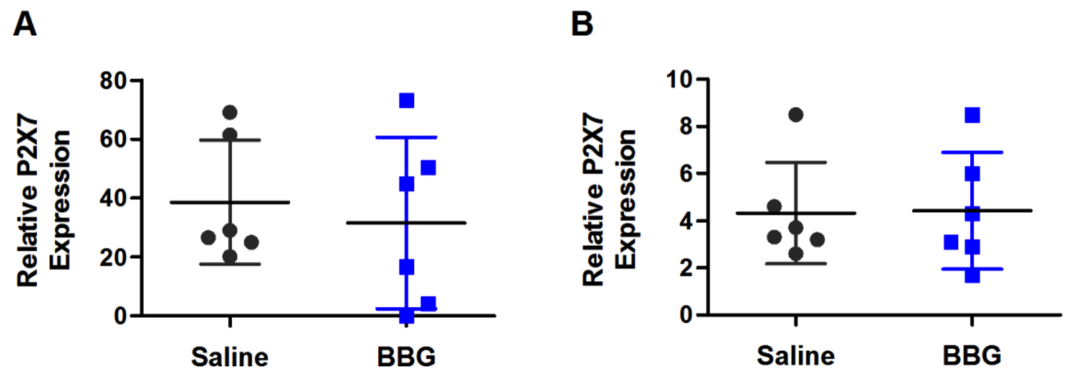 A
Relative P2X7
Expression
80
60
40
20
0
Saline BBG
B
Relative P2X7
Expression
10
8
6
4
2
0
Saline BBG